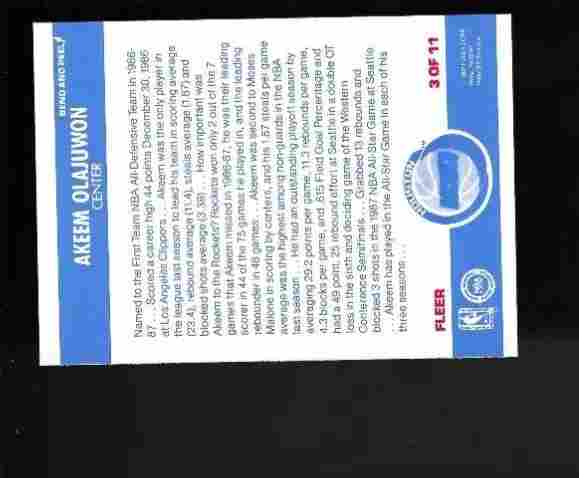 BEND AND PEEL
AKEEM OLAJUWON
CENTER
Named to the First Team NBA All-Defensive Team in 1986-
87 . . . Scored a career high 44 points December 30, 1986
at Los Angeles Clippers . . . Akeem was the only player in
the league last season to lead his team in scoring average
(23.4), rebound average (11.4), steals average (1.87) and
blocked shots average (3.39) . . . How important was
Akeem to the Rockets? Rockets won only 2 out of the 7
games that Akeem missed in 1986-87, he was their leading
scorer in 44 of the 75 games he played in, and the leading
rebounder in 48 games . . . Akeem was second to Moses
Malone in scoring by centers, and his 1.87 steals per game
average was the highest among non-guards in the NBA
last season . . . He had an outstanding playoff season by
averaging 29.2 points per game, 11.3 rebounds per game,
4.3 blocks per game, and .615 Field Goal Percentage and
had a 49 point, 25 rebound effort at Seattle in a double OT
loss in the sixth and deciding game of the Western
Conference Semifinals . . . Grabbed 13 rebounds and
blocked 3 shots in the 1987 NBA All-Star Game at Seattle
. . . Akeem has played in the All-Star Game in each of his
three seasons . . .
FLEER
3 OF 11
HOUSTON